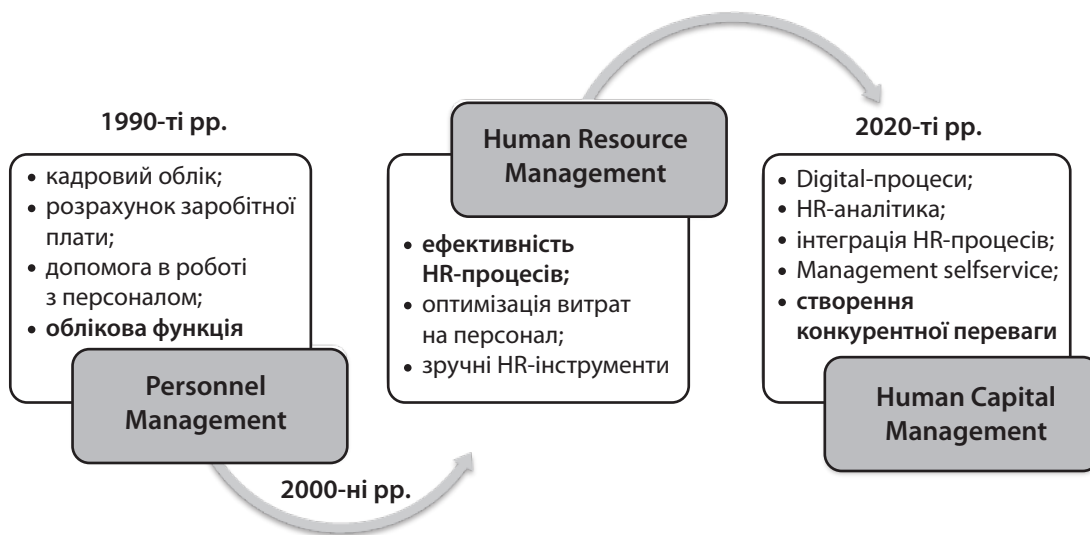 1990-ті рр.
• кадровий облік;
• розрахунок заробітної
плати;
• допомога в роботі
з персоналом;
• облікова функція
Personnel
Management
2000-ні рр.
Human Resource
Management
• ефективність
HR-процесів;
• оптимізація витрат
на персонал;
• зручні HR-інструменти
2020-ті рр.
• Digital-процеси;
• HR-аналітика;
• інтеграція HR-процесів;
• Management selfservice;
• створення
конкурентної переваги
Human Capital
Management